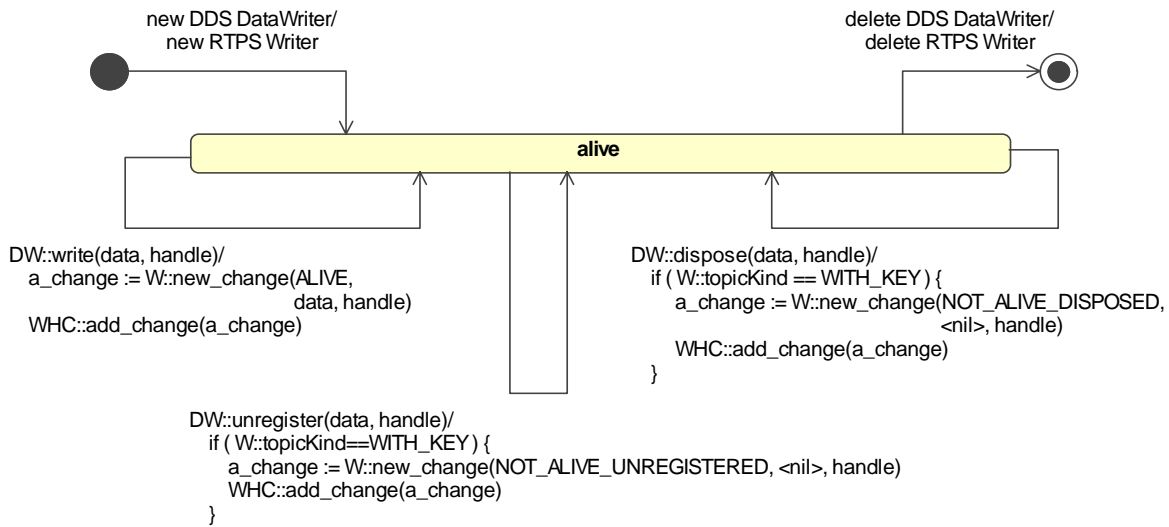 new DDS DataWriter/
new RTPS Writer
delete DDS DataWriter/
delete RTPS Writer
alive
DW::write(data, handle)/
a_change := W::new_change(ALIVE,
data, handle)
WHC::add_change(a_change)
DW::dispose(data, handle)/
if ( W::topicKind == WITH_KEY ) {
a_change := W::new_change(NOT_ALIVE_DISPOSED,
<nil>, handle)
WHC::add_change(a_change)
}
DW::unregister(data, handle)/
if ( W::topicKind==WITH_KEY ) {
a_change := W::new_change(NOT_ALIVE_UNREGISTERED, <nil>, handle)
WHC::add_change(a_change)
}